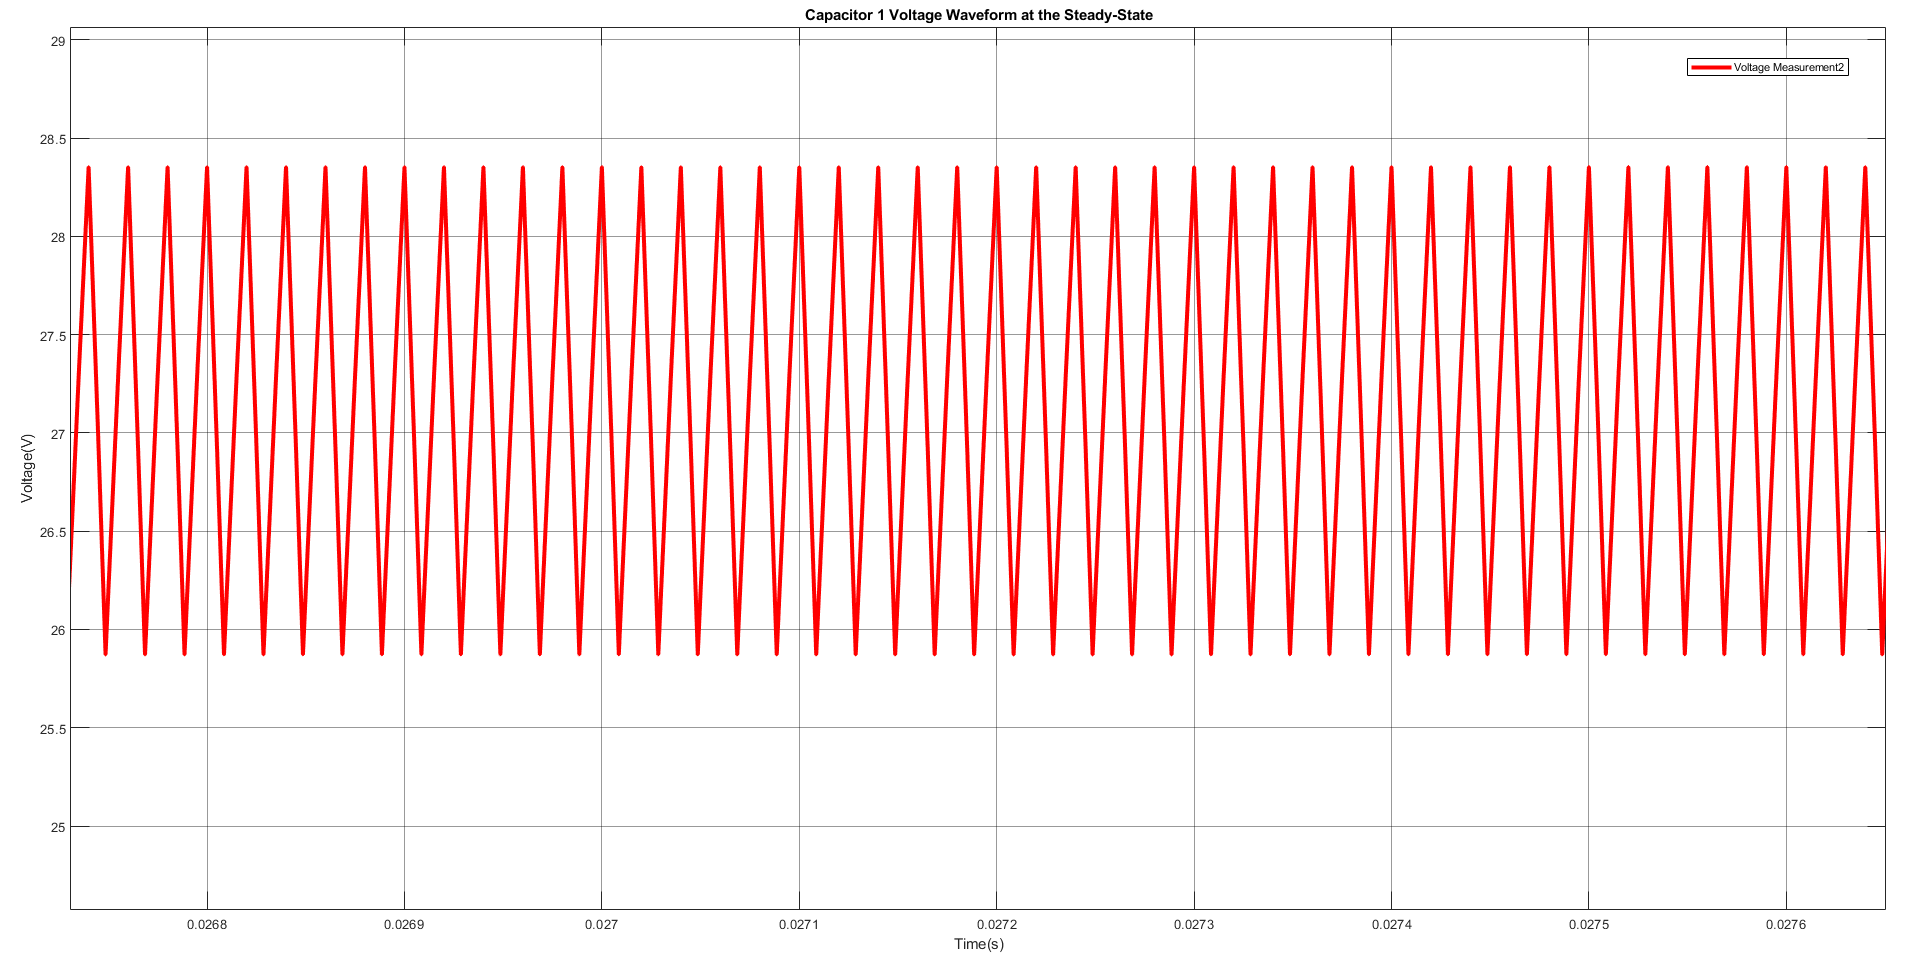 Capacitor 1 Voltage Waveform at the Steady-State
Voltage Measurement2
29
28.5
28
27.5
27
26.5
26
25.5
25
Voltage(V)
0.0268 0.0269 0.027 0.0271 0.0272 0.0273 0.0274 0.0275 0.0276
Time(s)